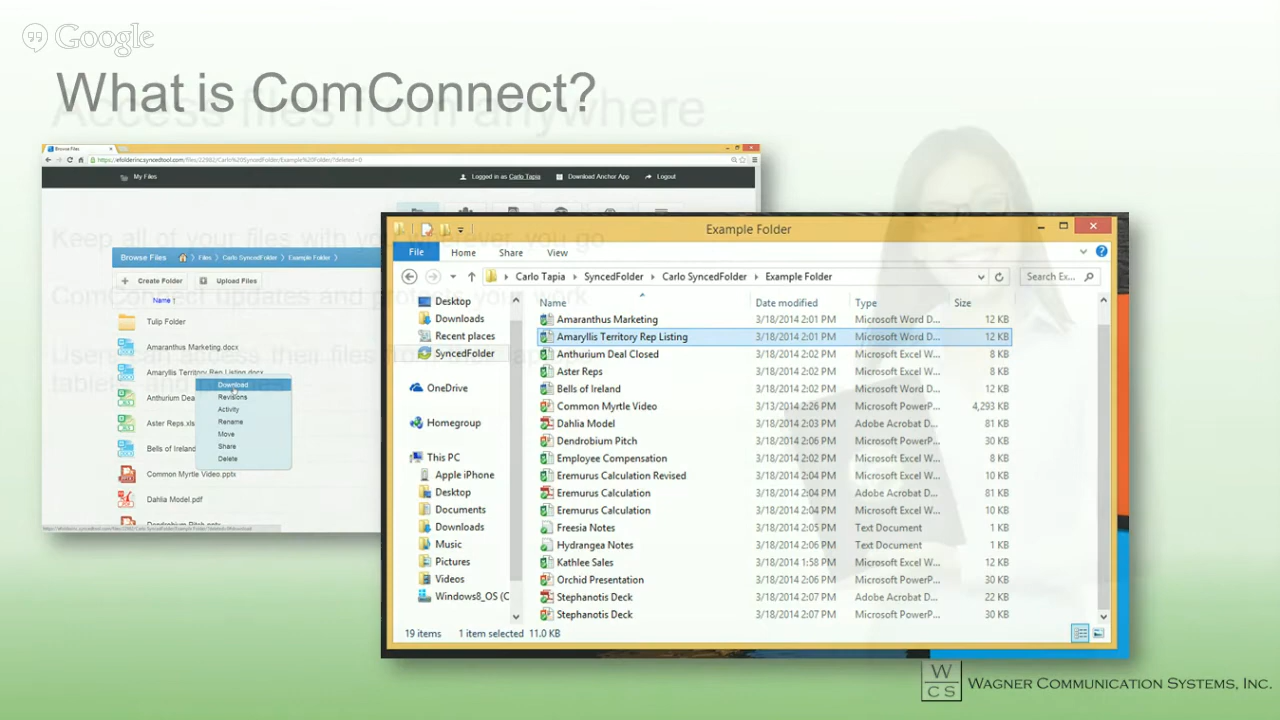 Google
What is ComConnect?
Access files from anywhere
Browse Files
https://efolderinc.syncedtool.com/files/22982/Carlo%20SyncedFolder/Example%20Folder/?deleted=0
My Files
Logged in as Carlo Tapia
Download Anchor App
Logout
Keep all of your files with you wherever you go
ComConnect updates and protects your work
Users can access their files from
tablets and
Browse Files
Files
Carlo SyncedFolder
Example Folder
Create Folder
Upload Files
Name ↑
Tulip Folder
Amaranthus Marketing.docx
Amaryllis Territory Rep Listing.docx
Anthurium Dea
Aster Reps.xls
Bells of Ireland
Common Myrtle Video.pptx
Dahlia Model.pdf
Dendrobium Pitch.pptx
Download
Revisions
Activity
Rename
Move
Share
Delete
Example Folder
File Home Share View
Carlo Tapia SyncedFolder Carlo SyncedFolder Example Folder
Search Ex...
Desktop
Downloads
Recent places
SyncedFolder
OneDrive
Homegroup
This PC
Apple iPhone
Desktop
Documents
Downloads
Music
Pictures
Videos
Windows8_OS (C
Name Date modified Type Size
Amaranthus Marketing 3/18/2014 2:01 PM Microsoft Word D... 12 KB
Amaryllis Territory Rep Listing 3/18/2014 2:01 PM Microsoft Word D... 12 KB
Anthurium Deal Closed 3/18/2014 2:02 PM Microsoft Excel W... 8 KB
Aster Reps 3/18/2014 2:02 PM Microsoft Excel W... 8 KB
Bells of Ireland 3/18/2014 2:02 PM Microsoft Word D... 12 KB
Common Myrtle Video 3/13/2014 2:26 PM Microsoft PowerP... 4,293 KB
Dahlia Model 3/18/2014 2:03 PM Adobe Acrobat D... 81 KB
Dendrobium Pitch 3/18/2014 2:03 PM Microsoft PowerP... 30 KB
Employee Compensation 3/18/2014 2:02 PM Microsoft Excel W... 8 KB
Eremurus Calculation Revised 3/18/2014 2:04 PM Microsoft Excel W... 10 KB
Eremurus Calculation 3/18/2014 2:04 PM Adobe Acrobat D... 81 KB
Eremurus Calculation 3/18/2014 2:04 PM Microsoft Excel W... 10 KB
Freesia Notes 3/18/2014 2:05 PM Text Document 1 KB
Hydrangea Notes 3/18/2014 2:06 PM Text Document 1 KB
Kathlee Sales 3/18/2014 1:58 PM Microsoft Excel W... 12 KB
Orchid Presentation 3/18/2014 2:06 PM Microsoft PowerP... 30 KB
Stephanotis Deck 3/18/2014 2:07 PM Adobe Acrobat D... 22 KB
Stephanotis Deck 3/18/2014 2:07 PM Microsoft PowerP... 30 KB
19 items 1 item selected 11.0 KB
WCS
WAGNER COMMUNICATION SYSTEMS, INC.